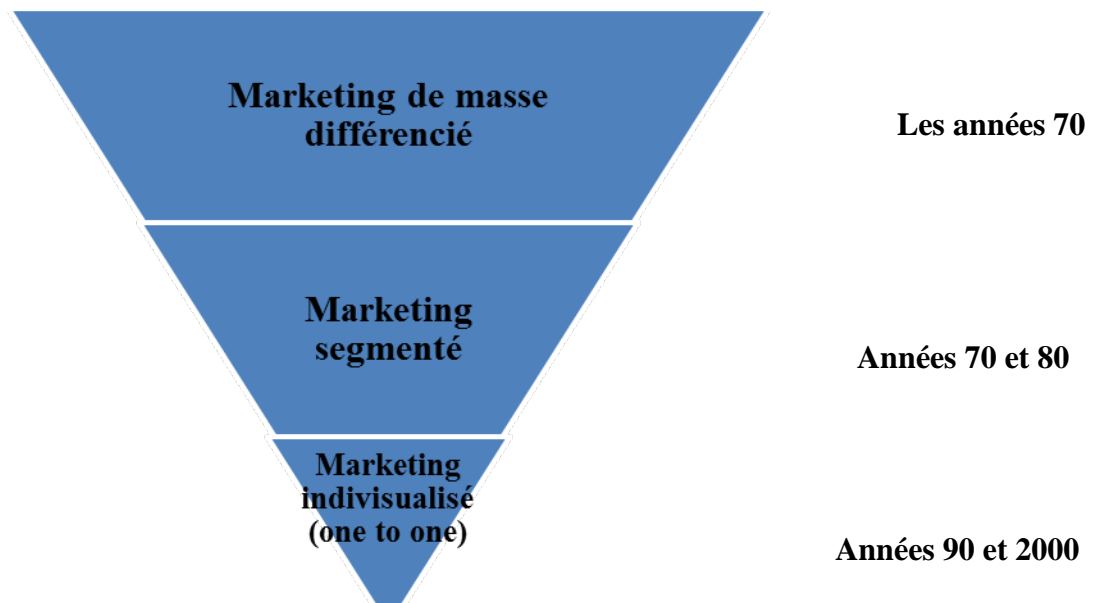 Marketing de masse
différencié
Les années 70
Marketing
segmenté
Années 70 et 80
Marketing
indivisualisé
(one to one)
Années 90 et 2000